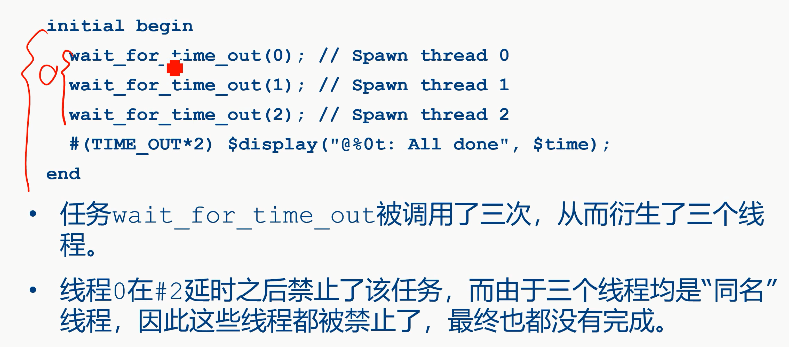 initial begin
wait_for_time_out(0); // Spawn thread 0
wait_for_time_out(1); // Spawn thread 1
wait_for_time_out(2); // Spawn thread 2
#(TIME_OUT*2) $display("@%0t: All done", $time);
end
• 任务wait_for_time_out被调用了三次，从而衍生了三个线
程。
• 线程0在#2延时之后禁止了该任务，而由于三个线程均是“同名”
线程，因此这些线程都被禁止了，最终也都没有完成。